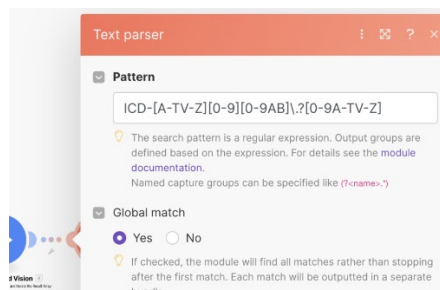 Text parser
Pattern
ICD-[A-TV-Z][0-9][0-9AB]\.?[0-9A-TV-Z]
The search pattern is a regular expression. Output groups are
defined based on the expression. For details see the module
documentation.
Named capture groups can be specified like (?<name>.*)
Global match
Yes No
If checked, the module will find all matches rather than stopping
after the first match. Each match will be outputted in a separate
d Vision